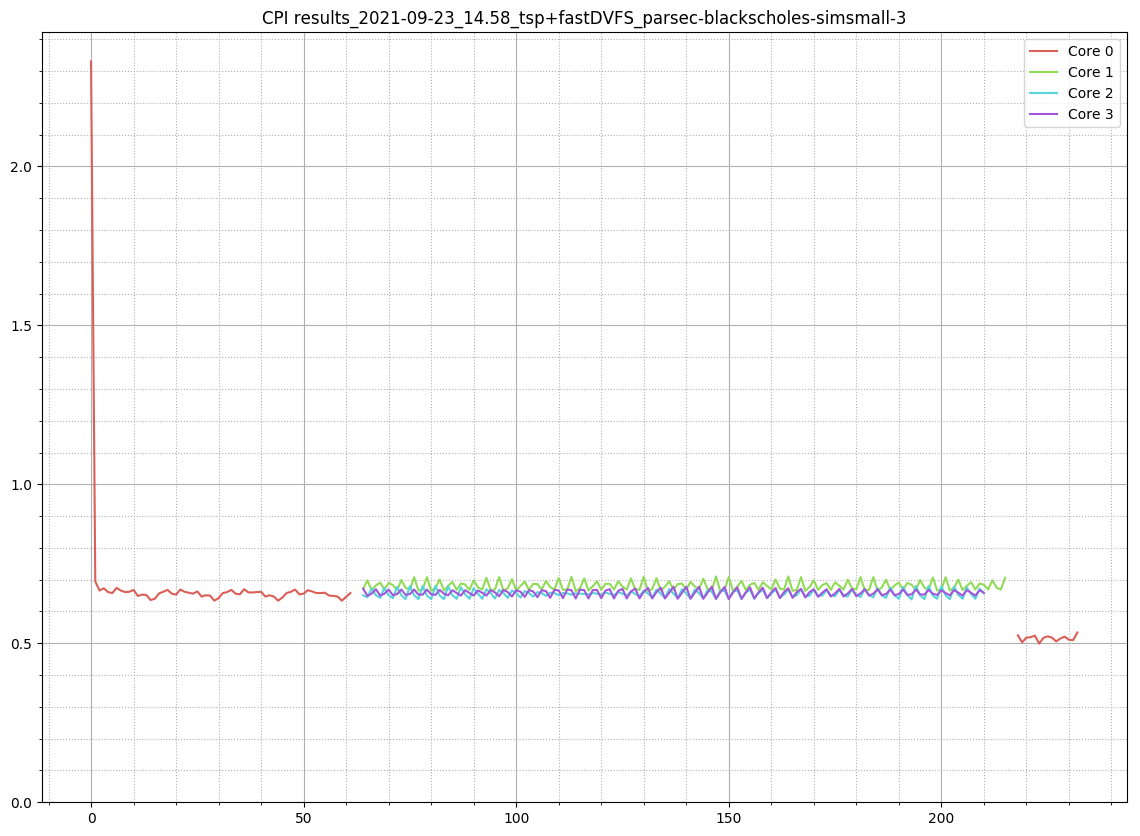 CPI results_2021-09-23_14.58_tsp+fastDVFS_parsec-blackscholes-simsmall-3
Core 0
Core 1
Core 2
Core 3
2.0
1.5
1.0
0.5
0.0
0 50 100 150 200